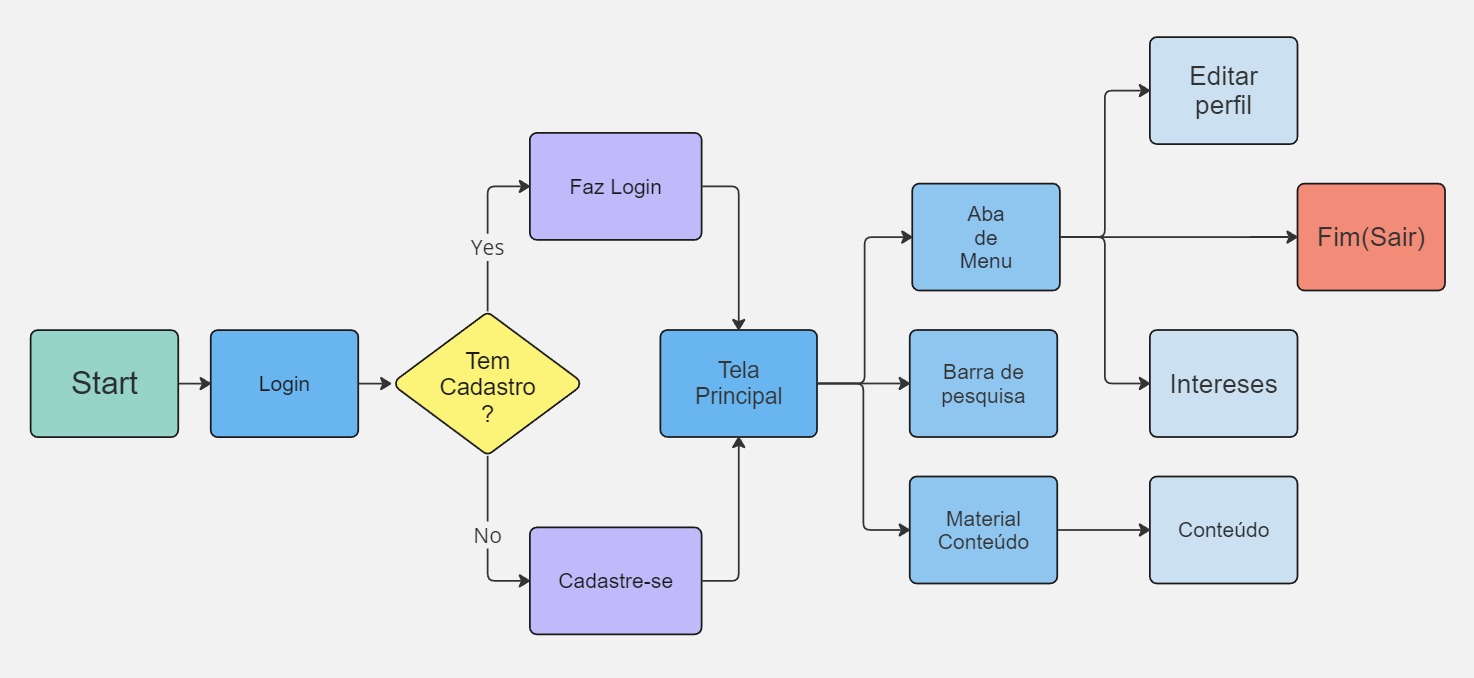 Start
Login
Tem
Cadastro
?
Yes
No
Faz Login
Cadastre-se
Tela
Principal
Aba
de
Menu
Barra de
pesquisa
Material
Conteúdo
Editar
perfil
Fim(Sair)
Intereses
Conteúdo